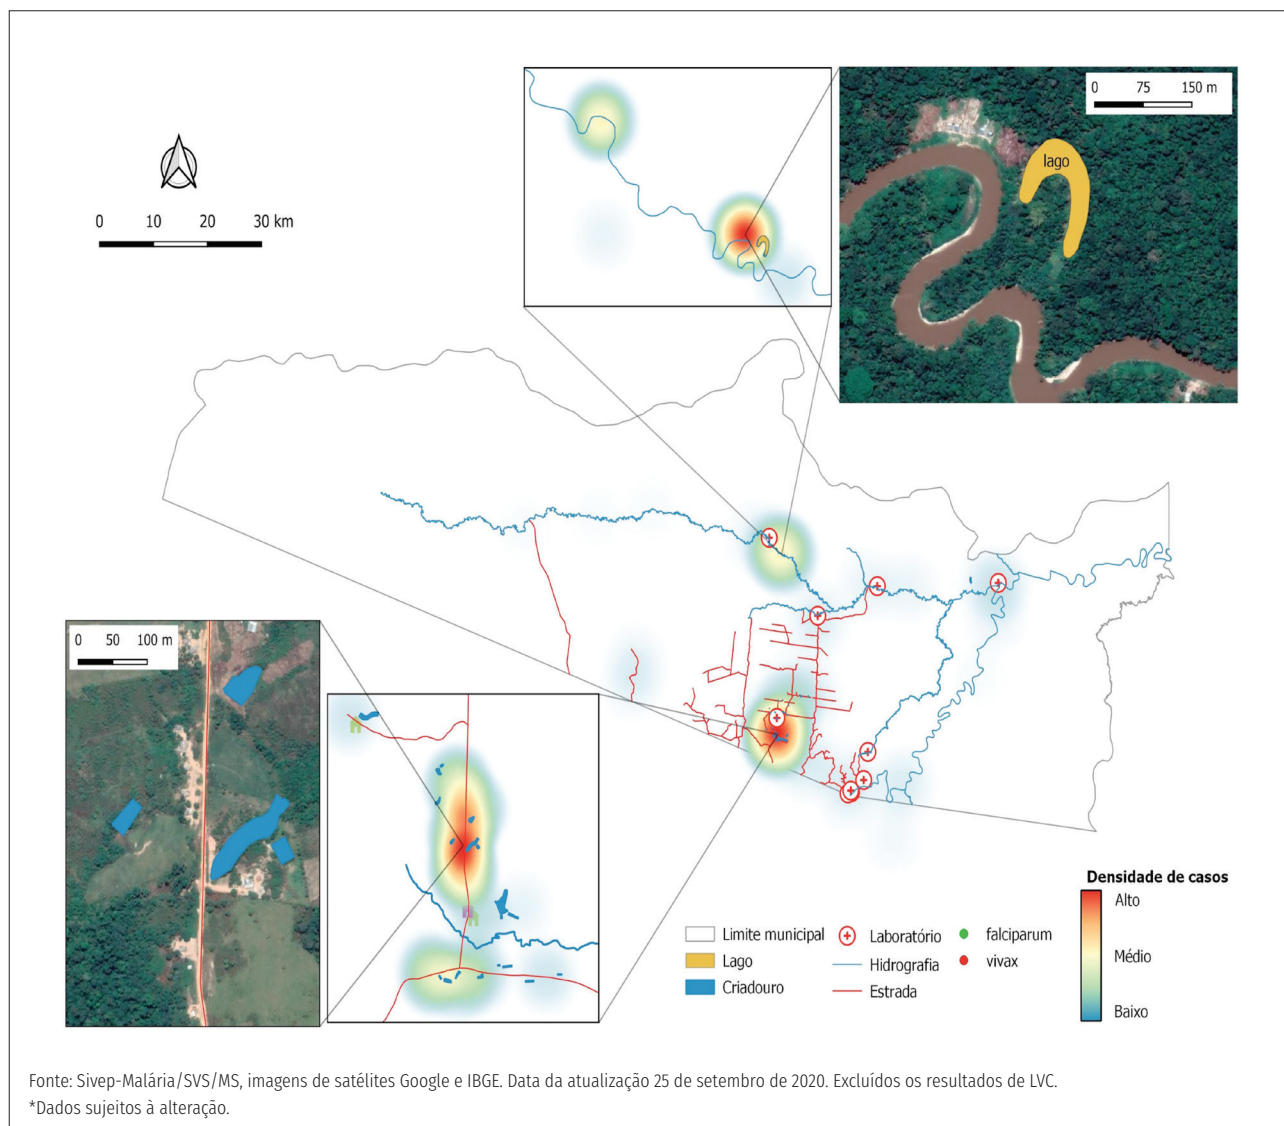 0 75 150 m
lago
0 10 20 30 km
0 50 100 m
Densidade de casos
Alto
Médio
Baixo
Limite municipal
Lago
Criadouro
Laboratório
Hidrografia
Estrada
falciparum
vivax
Fonte: Sivep-Malária/SVS/MS, imagens de satélites Google e IBGE. Data da atualização 25 de setembro de 2020. Excluídos os resultados de LVC.
*Dados sujeitos à alteração.